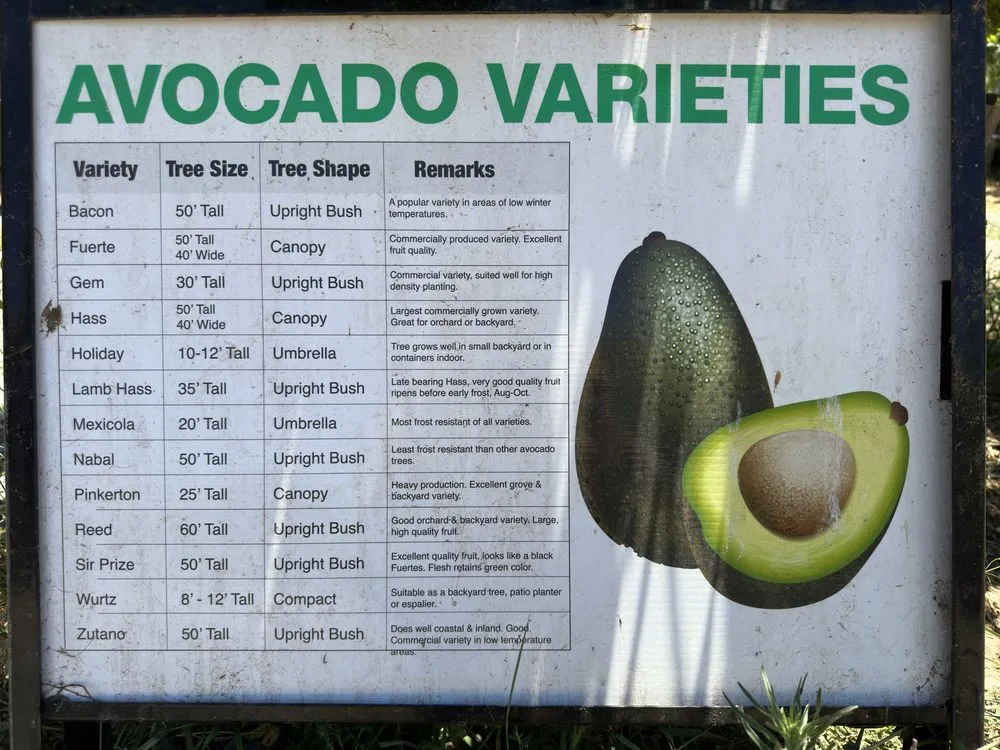 AVOCADO VARIETIES
Variety Tree Size Tree Shape Remarks
Bacon 50' Tall Upright Bush A popular variety in areas of low winter
temperatures.
Fuerte 50' Tall Canopy Commercially produced variety. Excellent
40' Wide fruit quality.
Gem 30' Tall Upright Bush Commercial variety, suited well for high
density planting.
Hass 50' Tall Canopy Largest commercially grown variety.
40' Wide Great for orchard or backyard.
Holiday 10-12' Tall Umbrella Tree grows well in small backyard or in
containers indoor.
Lamb Hass 35' Tall Upright Bush Late bearing Hass, very good quality fruit
ripens before early frost, Aug-Oct.
Mexicola 20' Tall Umbrella Most frost resistant of all varieties.
Nabal 50' Tall Upright Bush Least frost resistant than other avocado
trees.
Pinkerton 25' Tall Canopy Heavy production. Excellent grove &
backyard variety.
Reed 60' Tall Upright Bush Good orchard & backyard variety. Large,
high quality fruit.
Sir Prize 50' Tall Upright Bush Excellent quality fruit, looks like a black
Fuertes. Flesh retains green color.
Wurtz 8' - 12' Tall Compact Suitable as a backyard tree, patio planter
or espalier.
Zutano 50' Tall Upright Bush Does well coastal & inland. Good
Commercial variety in low temperature
areas.